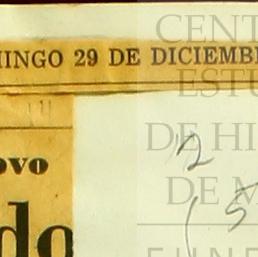 CENT
MINGO 29 DE DICIEMB
ESTU
DE HI
OVO
2
DE M
(5
do